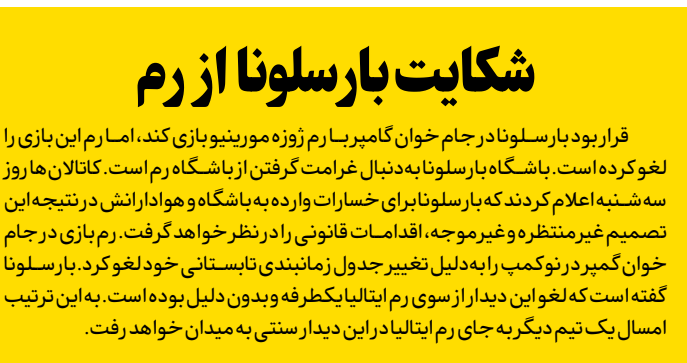 شکایت بارسلونا از رم
قرار بود بارسلونا در جام خوان گامپر با رم ژوزه مورینیو بازی کند، اما رم این بازی را
لغو کرده است. باشگاه بارسلونا به‌دنبال غرامت گرفتن از باشگاه رم است. کاتالان‌ها روز
سه‌شنبه اعلام کردند که بارسلونا برای خسارات وارده به باشگاه و هوادارانش در نتیجه این
تصمیم غیرمنتظره و غیرموجه، اقدامات قانونی را در نظر خواهد گرفت. رم بازی در جام
خوان گمپر در نوکمپ را به‌دلیل تغییر جدول زمانبندی تابستانی خود لغو کرد. بارسلونا
گفته است که لغو این دیدار از سوی رم ایتالیا یکطرفه و بدون دلیل بوده است. به این ترتیب
امسال یک تیم دیگر به جای رم ایتالیا در این دیدار سنتی به میدان خواهد رفت.